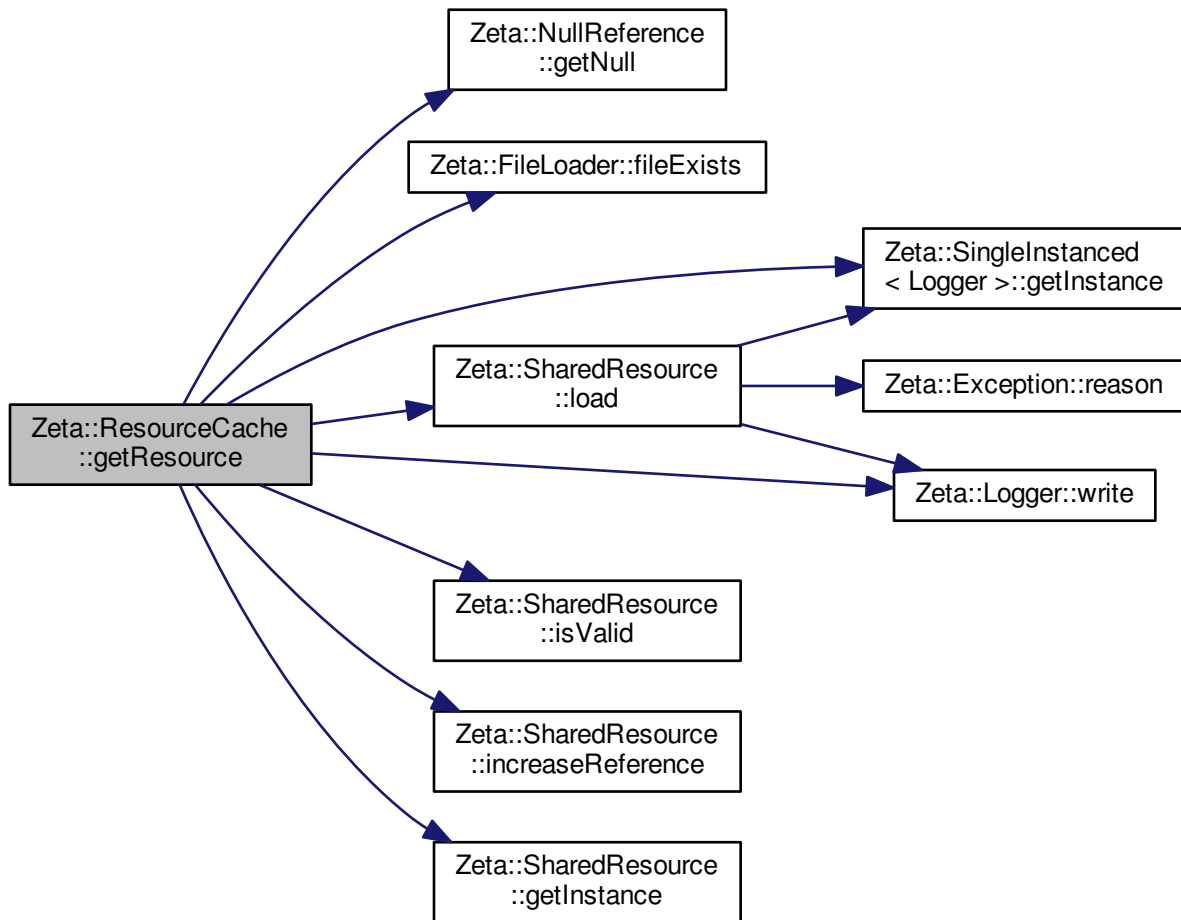 Zeta::NullReference
::getNull
Zeta::FileLoader::fileExists
Zeta::SingleInstanced
< Logger >::getInstance
Zeta::SharedResource
::load
Zeta::Exception::reason
Zeta::ResourceCache
::getResource
Zeta::Logger::write
Zeta::SharedResource
::isValid
Zeta::SharedResource
::increaseReference
Zeta::SharedResource
::getInstance